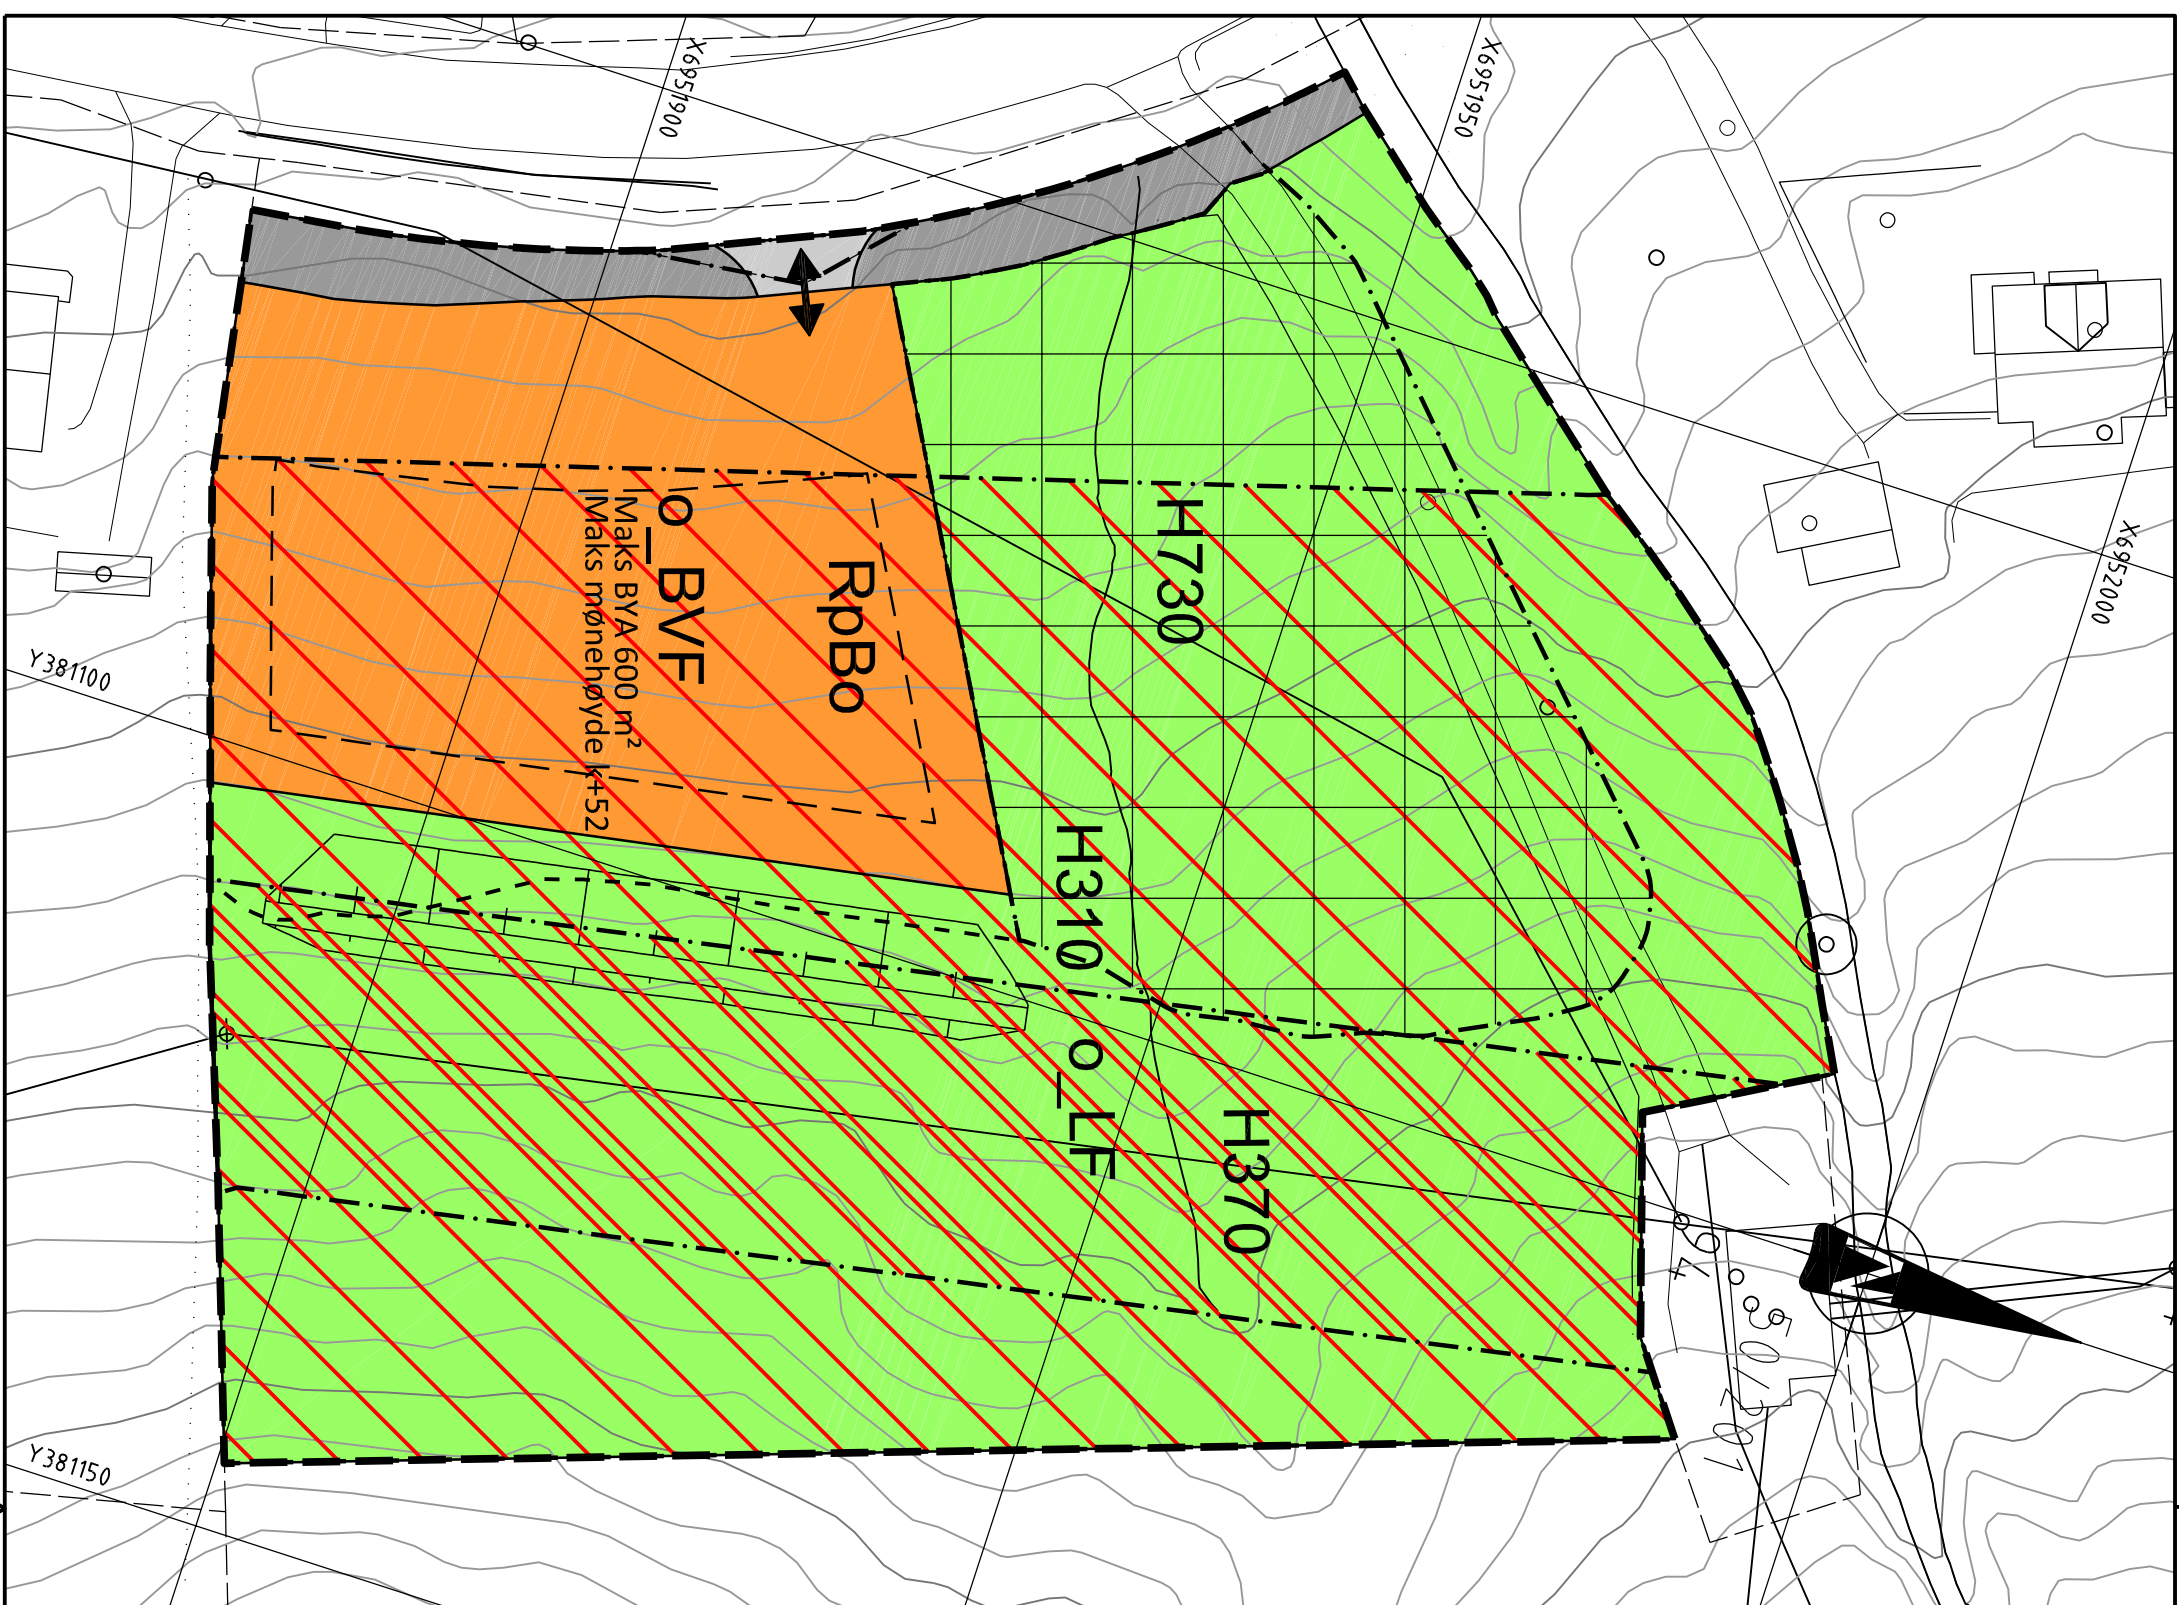 X6951900
X6951950
X6952000
Y381100
Y381150
RpBo
o_BVF
Maks BYA 600 m²
Maks mønehøyde k+52
H730
H310
o_LF
H370